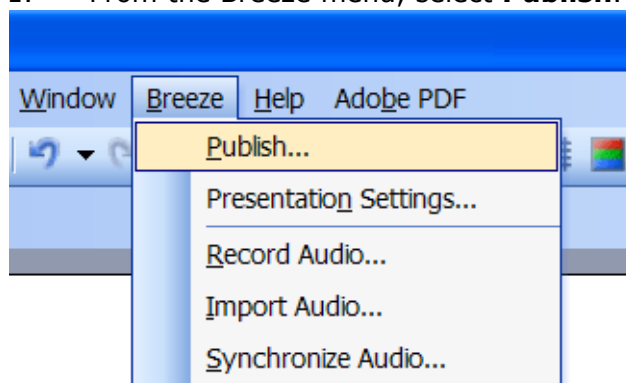 From the Breeze menu, select Publish.
Window Breeze Help Adobe PDF
Publish...
Presentation Settings...
Record Audio...
Import Audio...
Synchronize Audio...